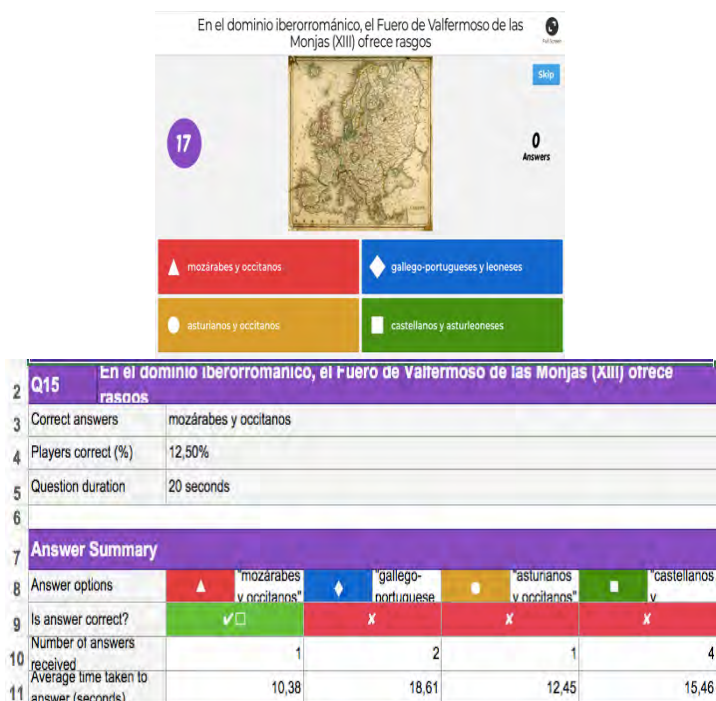 En el dominio iberorrománico, el Fuero de Valfermoso de las
Monjas (XIII) ofrece rasgos
Full Screen
Skip
17
0
Answers
mozárabes y occitanos
gallego-portugueses y leoneses
asturianos y occitanos
castellanos y asturleoneses
2 Q15 En el dominio iberorrománico, el Fuero de Valfermoso de las Monjas (XIII) ofrece
rasgos
3 Correct answers mozárabes y occitanos
4 Players correct (%) 12,50%
5 Question duration 20 seconds
6
7 Answer Summary
8 Answer options "mozárabes
y occitanos" "gallego-
portuguese "asturianos
y occitanos" "castellanos
y
9 Is answer correct? ✔☐ ✘ ✘ ✘
10 Number of answers
received 1 2 1 4
11 Average time taken to
answer (seconds) 10,38 18,61 12,45 15,46